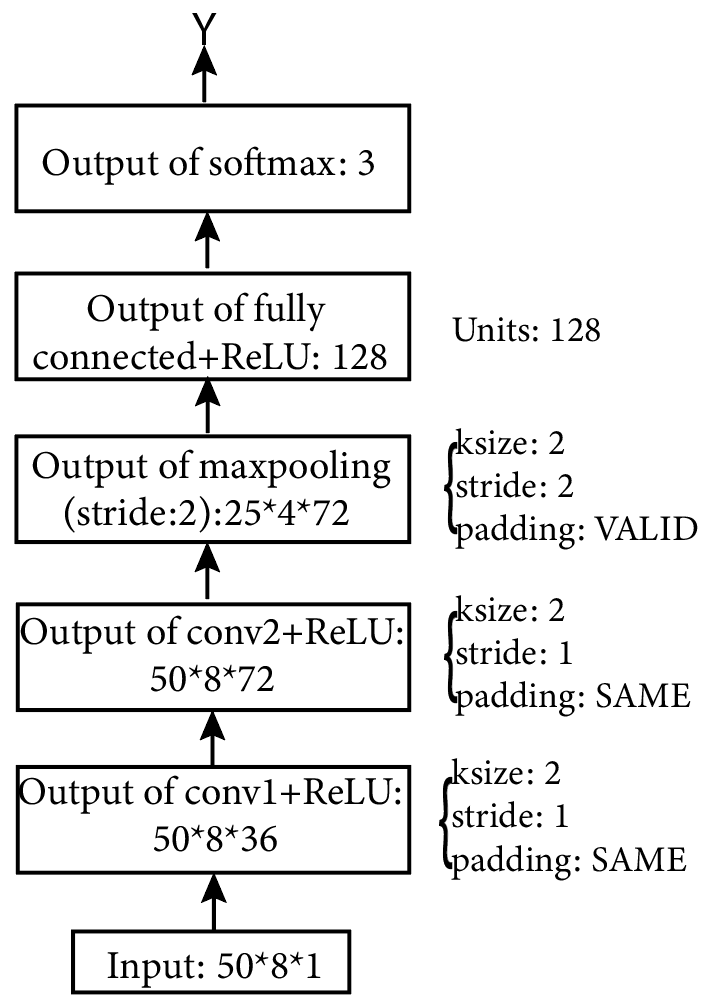 Y
Output of softmax: 3
Output of fully
connected+ReLU: 128
Units: 128
Output of maxpooling
(stride:2):25*4*72
ksize: 2
stride: 2
padding: VALID
Output of conv2+ReLU:
50*8*72
ksize: 2
stride: 1
padding: SAME
Output of conv1+ReLU:
50*8*36
ksize: 2
stride: 1
padding: SAME
Input: 50*8*1